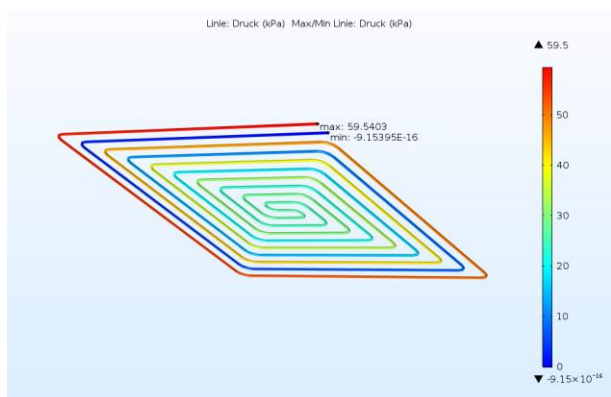 Linie: Druck (kPa) Max/Min Linie: Druck (kPa)
▲ 59.5
max: 59.5403
min: -9.15395E-16
50
40
30
20
10
0
▼ -9.15×10⁻¹⁶